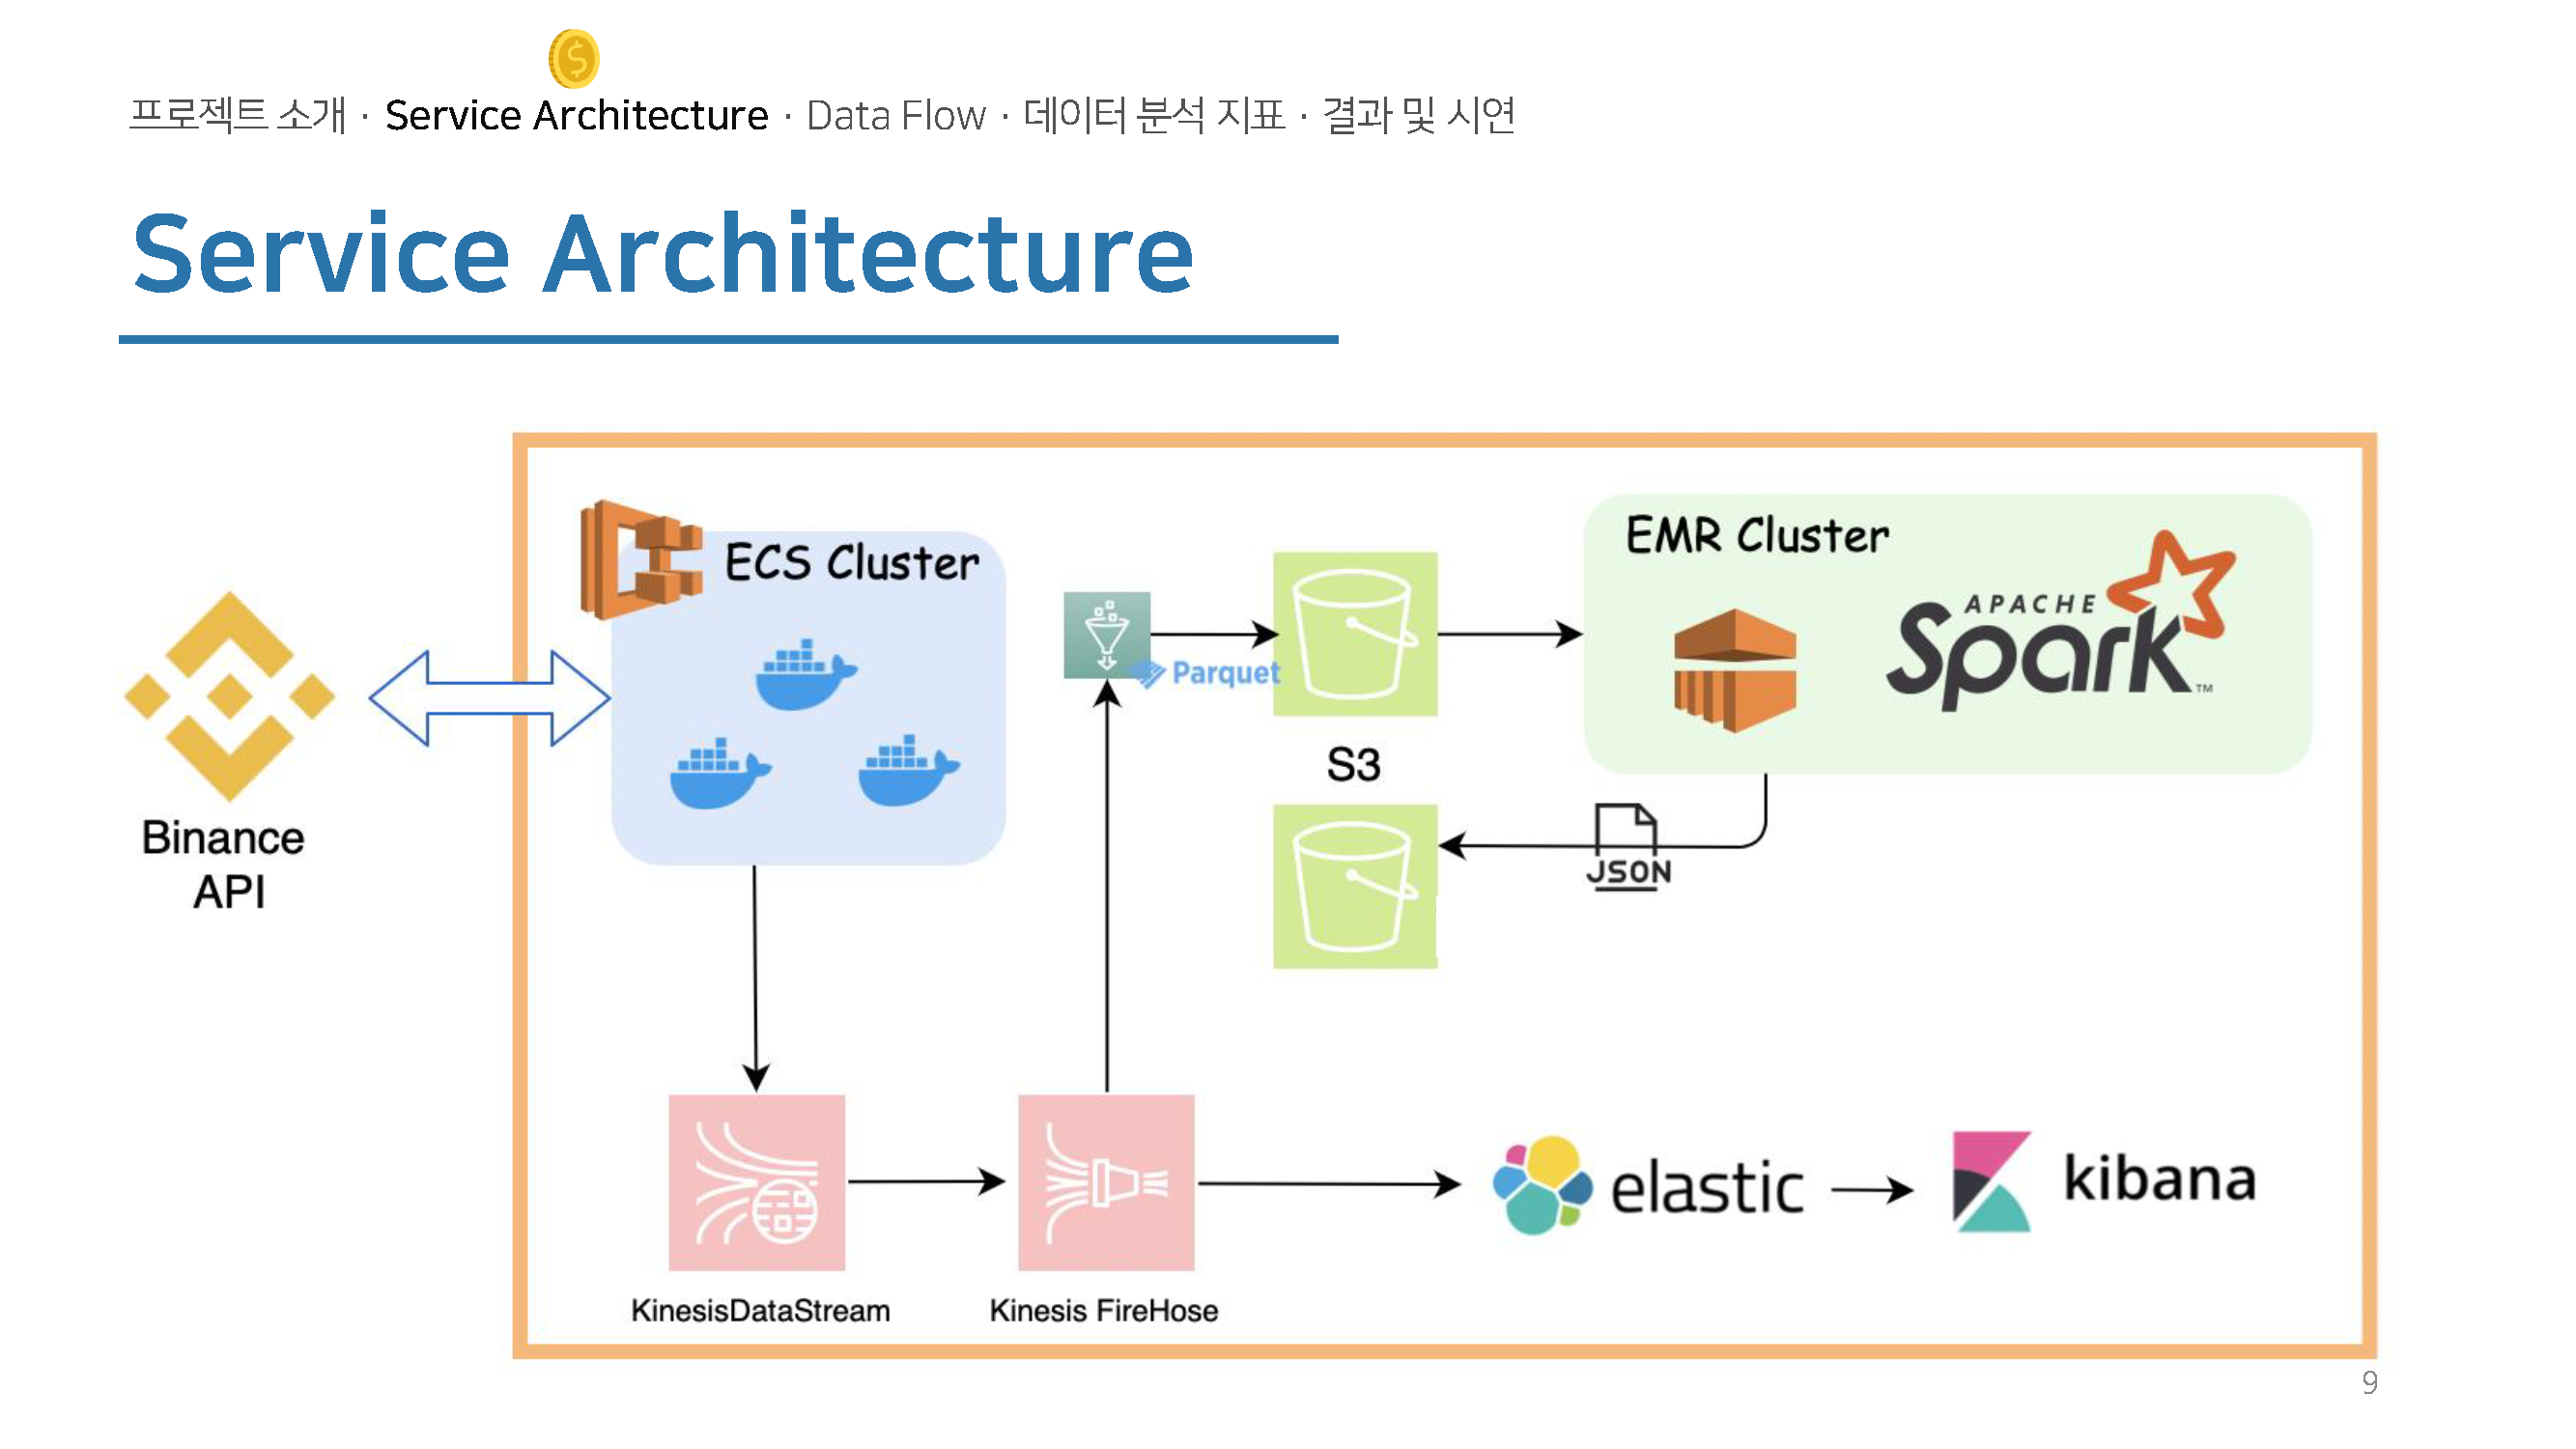 프로젝트 소개 · Service Architecture · Data Flow · 데이터 분석 지표 · 결과 및 시연
Service Architecture
Binance
API
ECS Cluster
Parquet
S3
EMR Cluster
APACHE
Spark™
JSON
KinesisDataStream
Kinesis FireHose
elastic
kibana
9